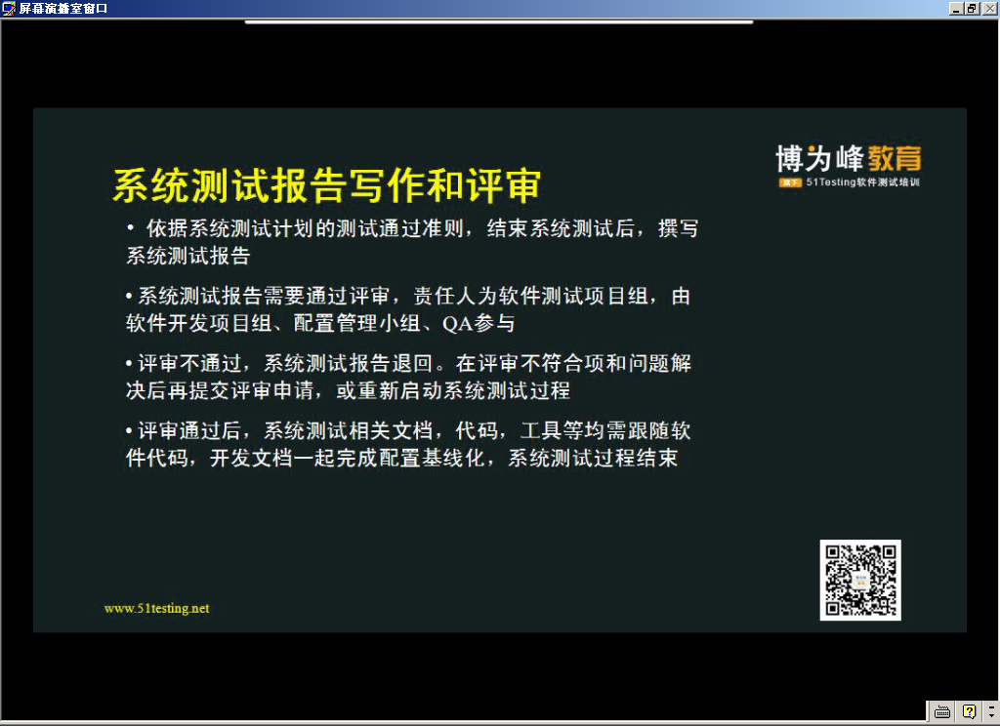 屏幕演播室窗口
博为峰教育
旗下 51Testing软件测试培训
系统测试报告写作和评审
• 依据系统测试计划的测试通过准则，结束系统测试后，撰写
系统测试报告
• 系统测试报告需要通过评审，责任人为软件测试项目组，由
软件开发项目组、配置管理小组、QA参与
• 评审不通过，系统测试报告退回。在评审不符合项和问题解
决后再提交评审申请，或重新启动系统测试过程
• 评审通过后，系统测试相关文档，代码，工具等均需跟随软
件代码，开发文档一起完成配置基线化，系统测试过程结束
www.51testing.net